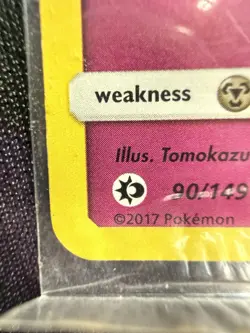 weakness
Illus. Tomokazu
90/149
©2017 Pokémon